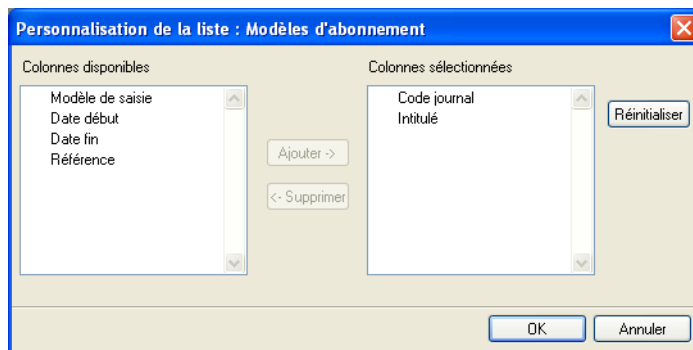 Personnalisation de la liste : Modèles d'abonnement
Colonnes disponibles
Modèle de saisie
Date début
Date fin
Référence
Ajouter ->
<- Supprimer
Colonnes sélectionnées
Code journal
Intitulé
Réinitialiser
OK
Annuler